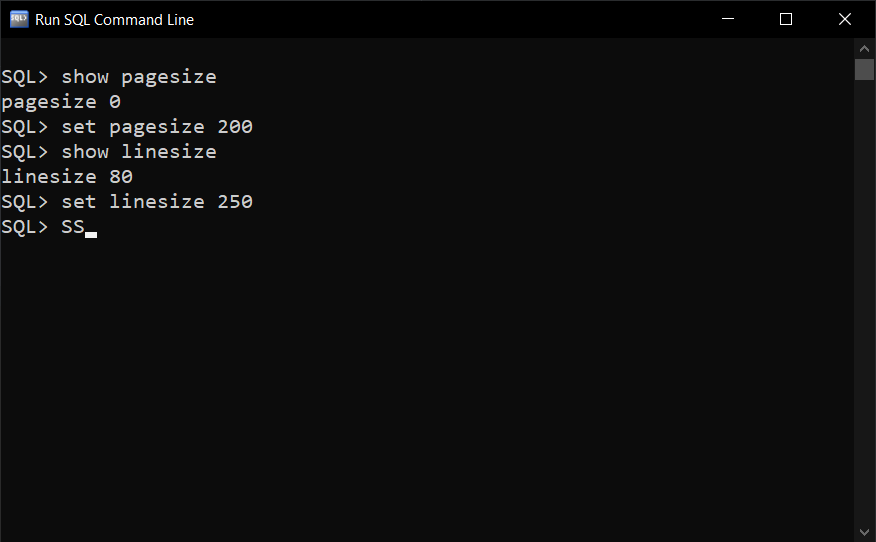 Run SQL Command Line
SQL> show pagesize
pagesize 0
SQL> set pagesize 200
SQL> show linesize
linesize 80
SQL> set linesize 250
SQL> SS